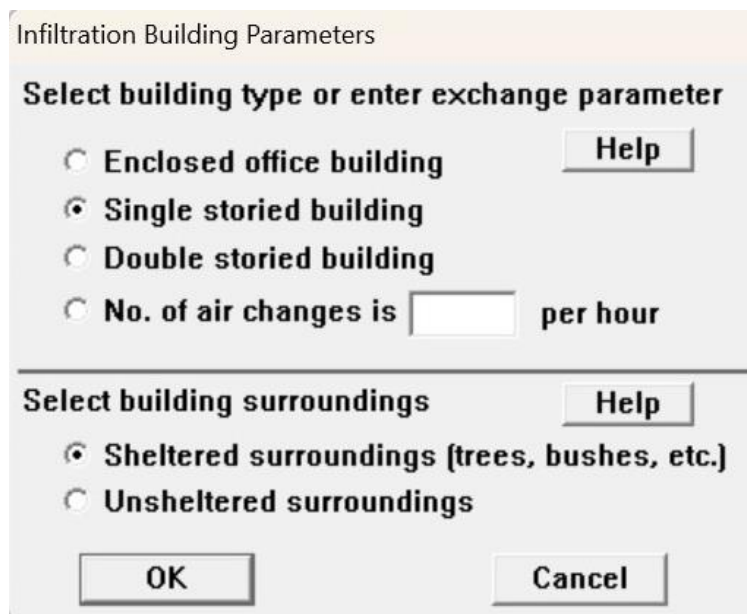 Infiltration Building Parameters
Select building type or enter exchange parameter
Enclosed office building
Help
Single storied building
Double storied building
No. of air changes is per hour
Select building surroundings
Help
Sheltered surroundings (trees, bushes, etc.)
Unsheltered surroundings
OK
Cancel